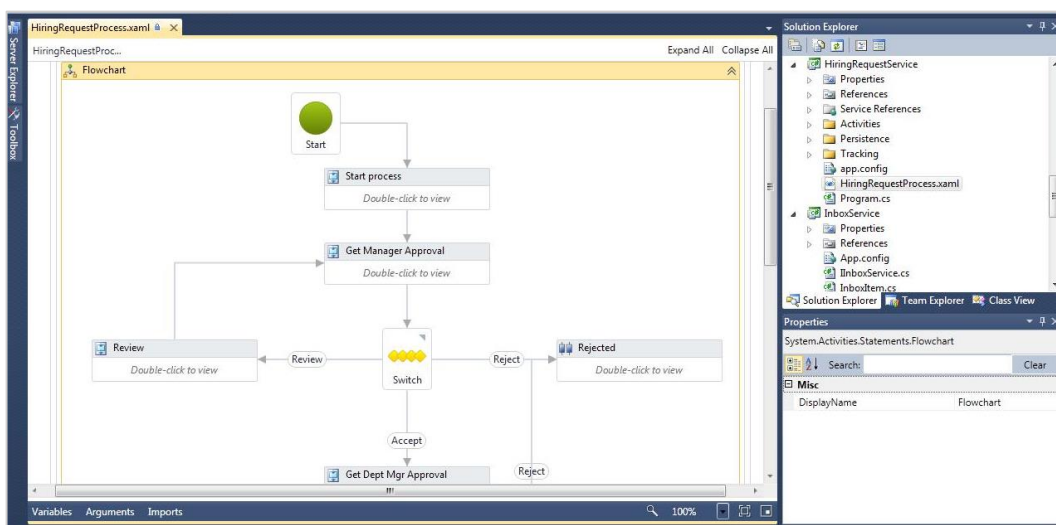 HiringRequestProcess.xaml
HiringRequestProc...
Expand All Collapse All
Server Explorer
Toolbox
Flowchart
Start
Start process
Double-click to view
Get Manager Approval
Double-click to view
Review
Double-click to view
Review
Switch
Reject
Rejected
Double-click to view
Accept
Get Dept Mgr Approval
Reject
Variables Arguments Imports
100%
Solution Explorer
HiringRequestService
Properties
References
Service References
Activities
Persistence
Tracking
app.config
HiringRequestProcess.xaml
Program.cs
InboxService
Properties
References
App.config
IInboxService.cs
InboxItem.cs
Solution Explorer Team Explorer Class View
Properties
System.Activities.Statements.Flowchart
Search: Clear
Misc
DisplayName Flowchart